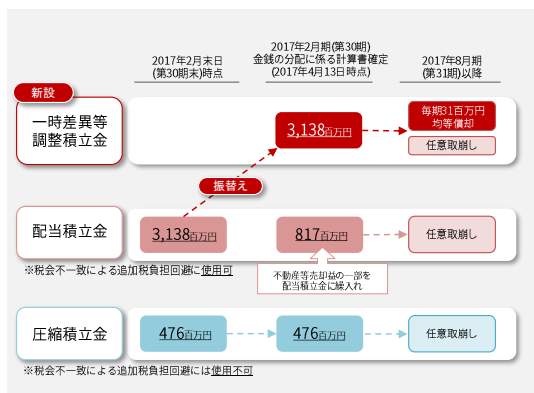 2017年2月末日
(第30期末)時点
2017年2月期(第30期)
金銭の分配に係る計算書確定
(2017年4月13日時点)
2017年8月期
(第31期)以降
新設
一時差異等
調整積立金
3,138百万円
毎期31百万円
均等償却
任意取崩し
振替え
配当積立金
3,138百万円
817百万円
任意取崩し
※税会不一致による追加税負担回避に使用可
不動産等売却益の一部を
配当積立金に繰入れ
圧縮積立金
476百万円
476百万円
任意取崩し
※税会不一致による追加税負担回避には使用不可